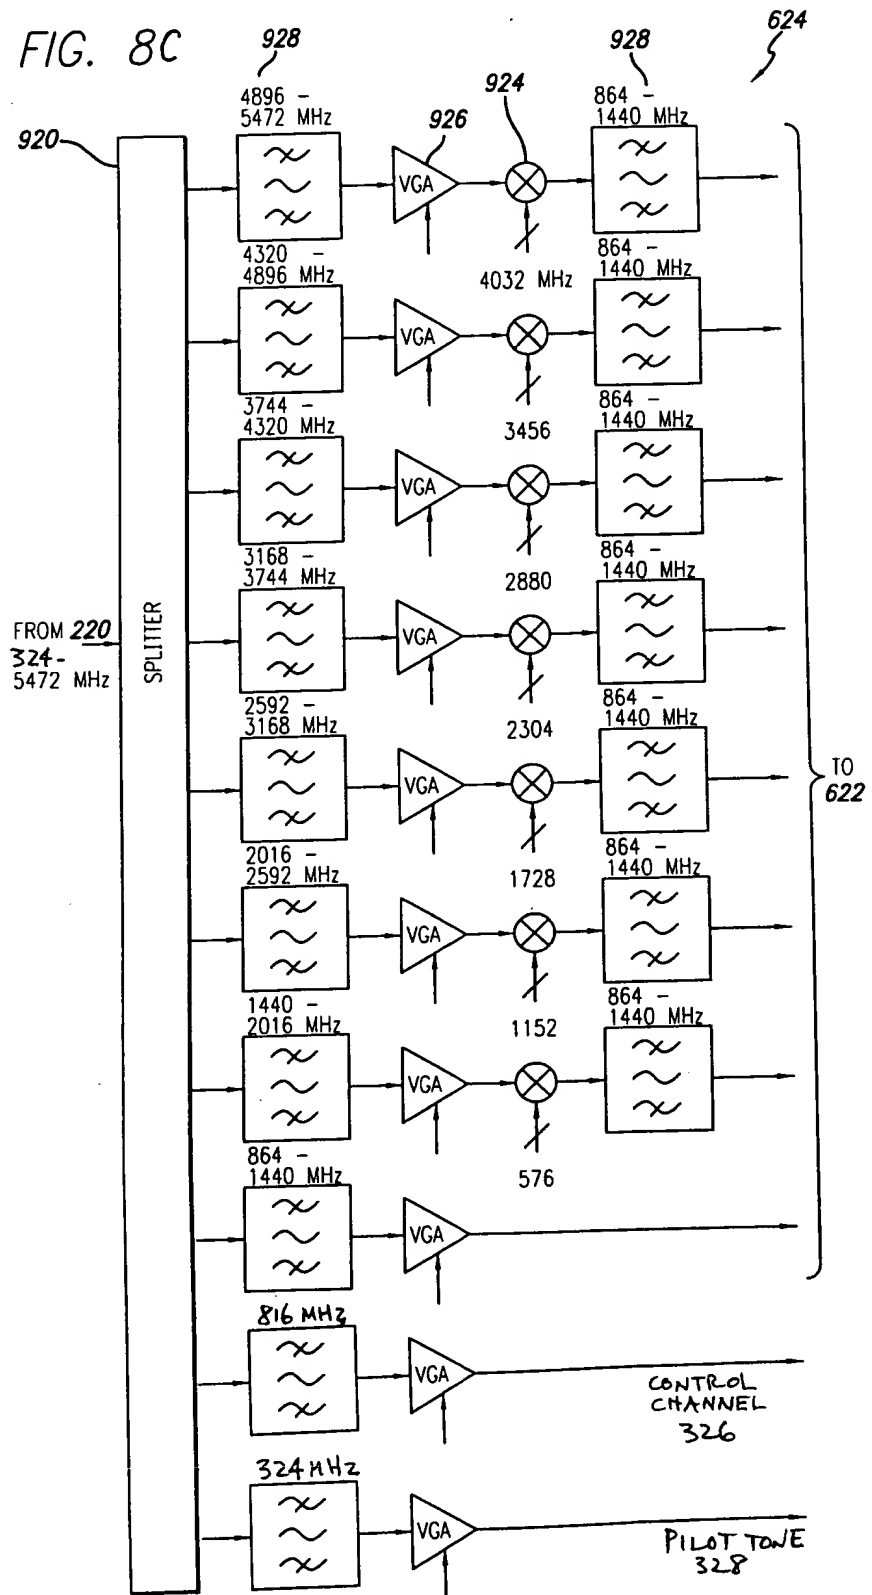 FIG. 8C
928
924
928
624
920
926
4896 -
5472 MHz
864 -
1440 MHz
VGA
4032 MHz
4320 -
4896 MHz
864 -
1440 MHz
VGA
3456
3744 -
4320 MHz
864 -
1440 MHz
VGA
2880
3168 -
3744 MHz
864 -
1440 MHz
VGA
2304
FROM 220
324-
5472 MHz
SPLITTER
2592 -
3168 MHz
864 -
1440 MHz
VGA
1728
TO
622
2016 -
2592 MHz
864 -
1440 MHz
VGA
1152
1440 -
2016 MHz
864 -
1440 MHz
VGA
576
864 -
1440 MHz
VGA
816 MHz
VGA
CONTROL
CHANNEL
326
324 MHz
VGA
PILOT TONE
328